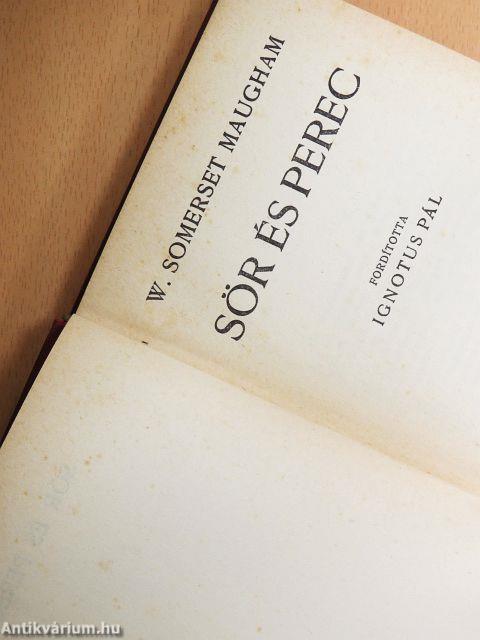 W. SOMERSET MAUGHAM
SÖR ÉS PEREC
FORDÍTOTTA
IGNOTUS PÁL
Antikvárium.hu